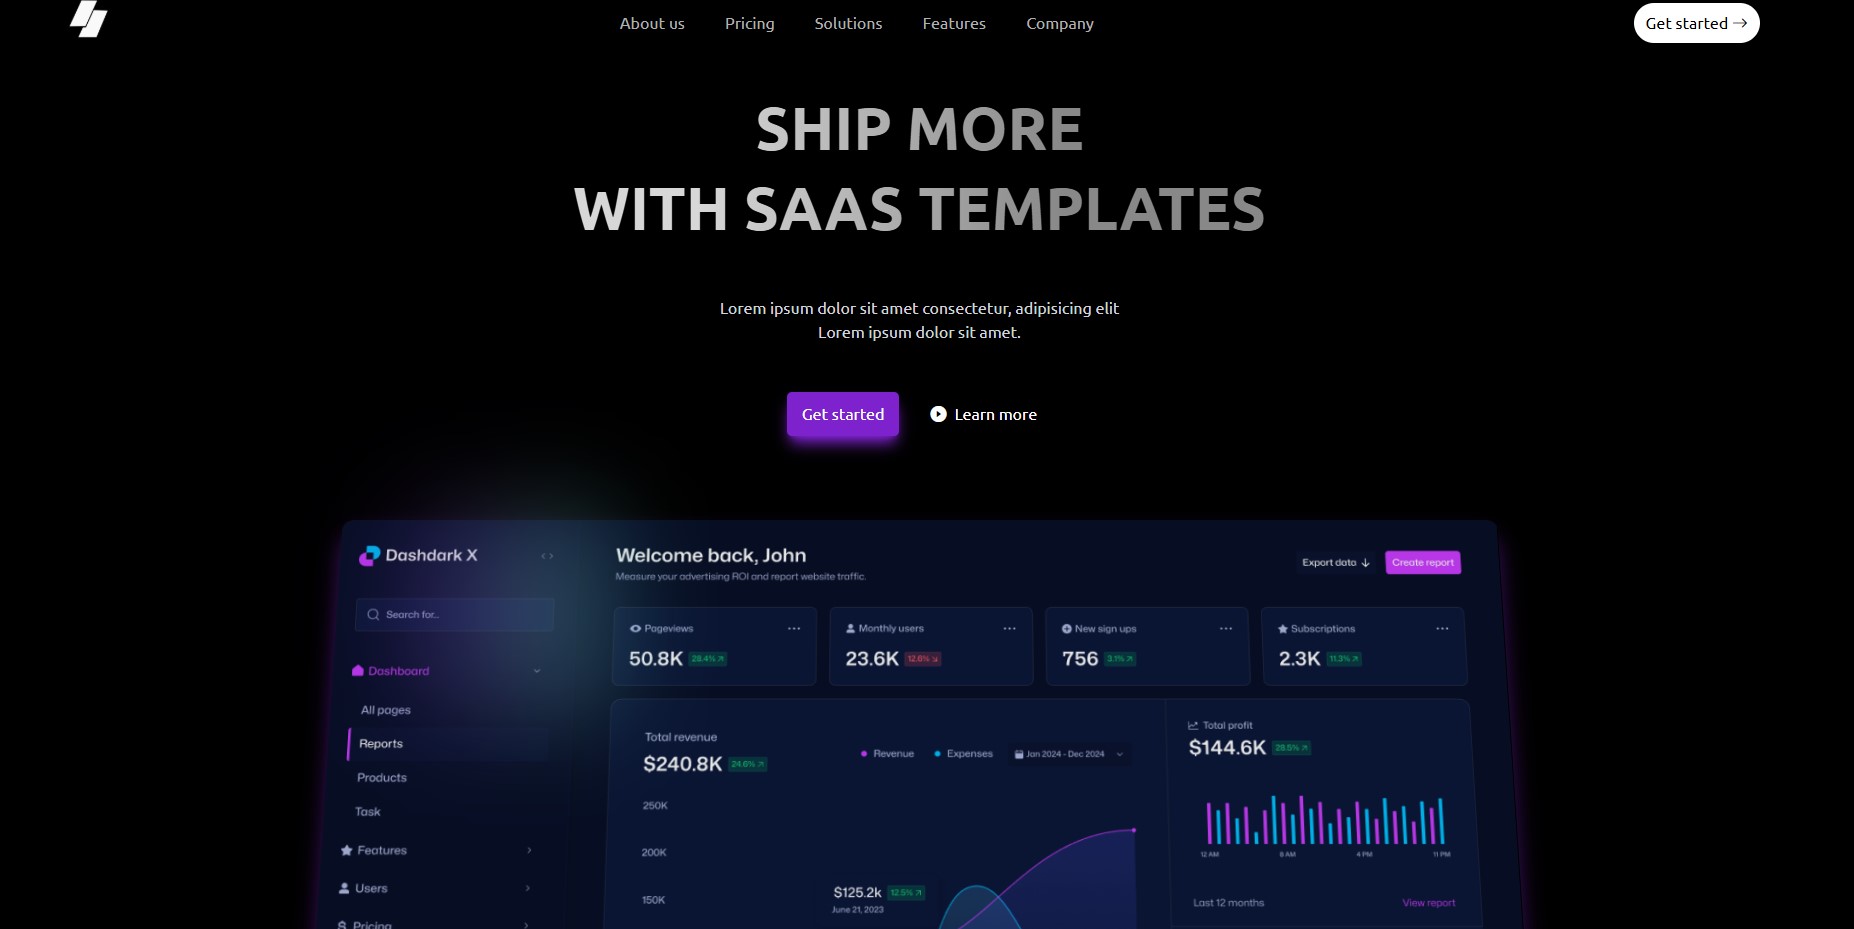 About us Pricing Solutions Features Company Get started →
SHIP MORE
WITH SAAS TEMPLATES
Lorem ipsum dolor sit amet consectetur, adipisicing elit
Lorem ipsum dolor sit amet.
Get started Learn more
Dashdark X
Search for...
Dashboard
All pages
Reports
Products
Task
Features
Users
Pricing
Welcome back, John
Measure your advertising ROI and report website traffic.
Export data ↓ Create report
Pageviews
50.8K 28.4% ↗
Monthly users
23.6K 12.6% ↘
New sign ups
756 3.1% ↗
Subscriptions
2.3K 11.3% ↗
Total revenue
$240.8K 24.6% ↗
Revenue Expenses Jan 2024 - Dec 2024
250K
200K
150K
$125.2k 12.5% ↗
June 21, 2023
Total profit
$144.6K 28.5% ↗
12 AM 8 AM 4 PM 11 PM
Last 12 months View report